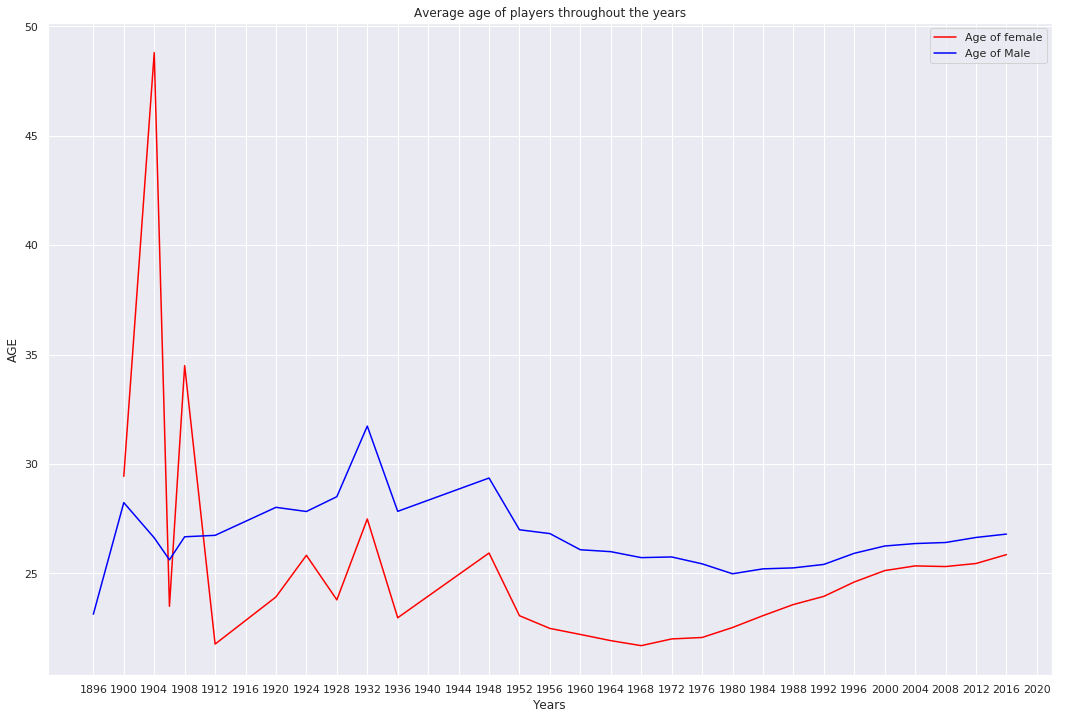 Average age of players throughout the years
Age of female
Age of Male
50
45
40
35
30
25
AGE
1896 1900 1904 1908 1912 1916 1920 1924 1928 1932 1936 1940 1944 1948 1952 1956 1960 1964 1968 1972 1976 1980 1984 1988 1992 1996 2000 2004 2008 2012 2016 2020
Years